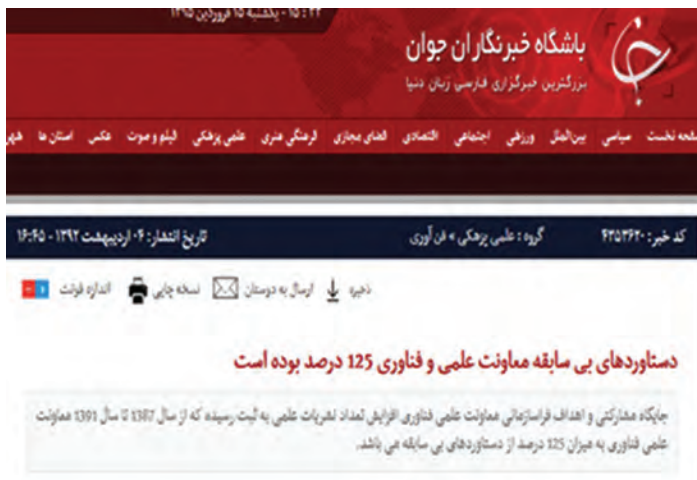 ۱۵ : ۲۲ - یکشنبه ۱۵ فروردین ۱۳۹۵
باشگاه خبرنگاران جوان
بزرگترین خبرگزاری فارسی زبان دنیا
صفحه نخست سیاسی بین‌الملل ورزشی اجتماعی اقتصادی فضای مجازی فرهنگی هنری علمی پزشکی فیلم و صوت عکس استان ها
کد خبر: ۴۳۵۳۶۲۰ گروه : علمی پزشکی » فن آوری تاریخ انتشار: ۰۴ اردیبهشت ۱۳۹۲ - ۱۶:۴۵
ذخیره ارسال به دوستان نسخه چاپی اندازه فونت
دستاوردهای بی سابقه معاونت علمی و فناوری 125 درصد بوده است
جایگاه مشارکتی و اهداف فراسازمانی معاونت علمی فناوری افزایش تعداد نشریات علمی به ثبت رسیده که از سال 1387 تا سال 1391 معاونت
علمی فناوری به میزان 125 درصد از دستاوردهای بی سابقه می باشد.